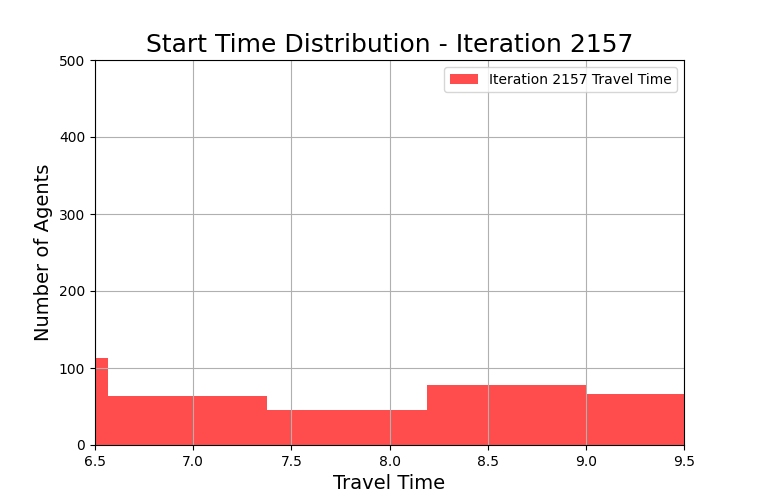 Start Time Distribution - Iteration 2157
500
400
300
200
100
0
Number of Agents
Iteration 2157 Travel Time
6.5 7.0 7.5 8.0 8.5 9.0 9.5
Travel Time